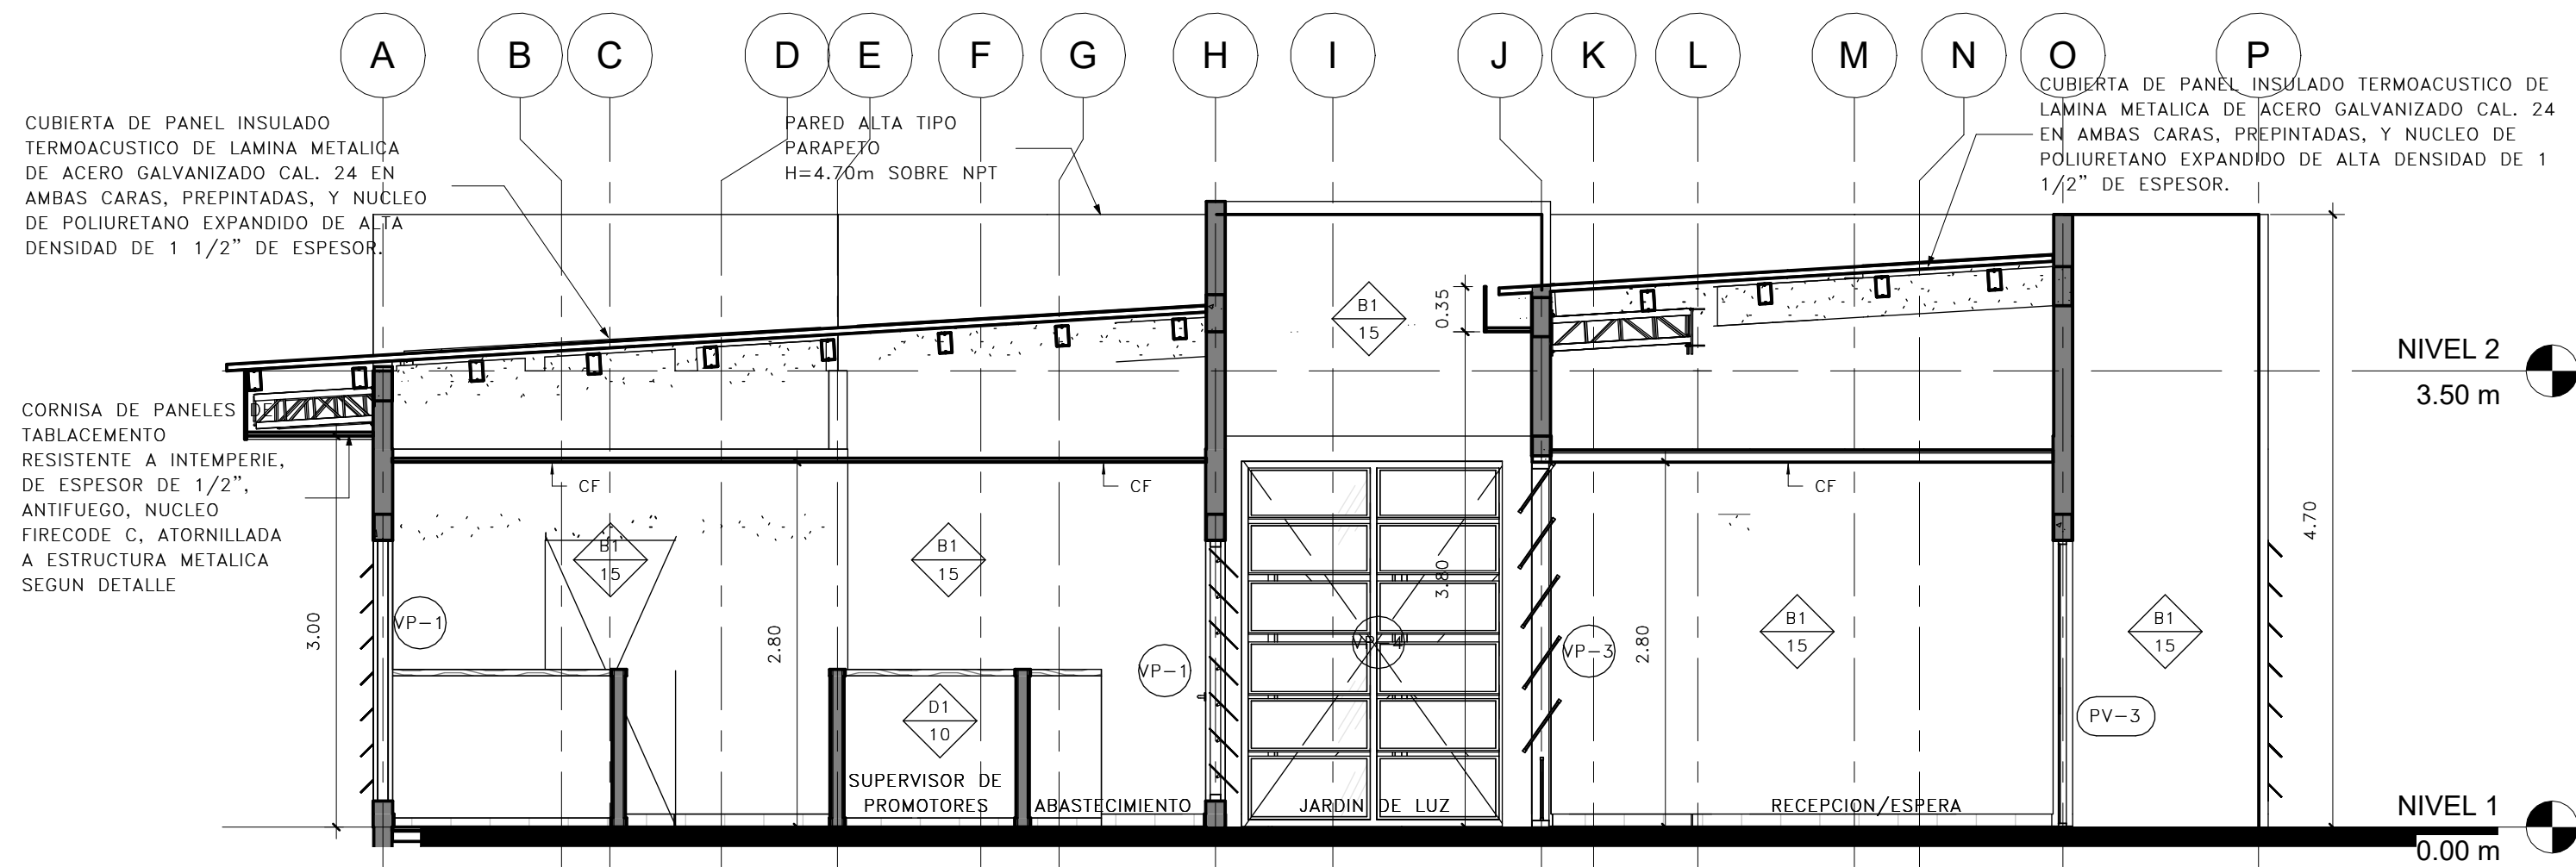 A B C D E F G H I J K L M N O P
CUBIERTA DE PANEL INSULADO
TERMOACUSTICO DE LAMINA METALICA
DE ACERO GALVANIZADO CAL. 24 EN
AMBAS CARAS, PREPINTADAS, Y NUCLEO
DE POLIURETANO EXPANDIDO DE ALTA
DENSIDAD DE 1 1/2” DE ESPESOR.
PARED ALTA TIPO
PARAPETO
H=4.70m SOBRE NPT
CUBIERTA DE PANEL INSULADO TERMOACUSTICO DE
LAMINA METALICA DE ACERO GALVANIZADO CAL. 24
EN AMBAS CARAS, PREPINTADAS, Y NUCLEO DE
POLIURETANO EXPANDIDO DE ALTA DENSIDAD DE 1
1/2” DE ESPESOR.
B1
15
0.35
NIVEL 2
3.50 m
CORNISA DE PANELES DE
TABLACEMENTO
RESISTENTE A INTEMPERIE,
DE ESPESOR DE 1/2”,
ANTIFUEGO, NUCLEO
FIRECODE C, ATORNILLADA
A ESTRUCTURA METALICA
SEGUN DETALLE
CF
CF
CF
B1
15
B1
15
B1
15
B1
15
4.70
3.80
3.00
2.80
2.80
VP-1
VP-1
VP-4
VP-3
PV-3
D1
10
SUPERVISOR DE
PROMOTORES
ABASTECIMIENTO
JARDIN DE LUZ
RECEPCION/ESPERA
NIVEL 1
0.00 m